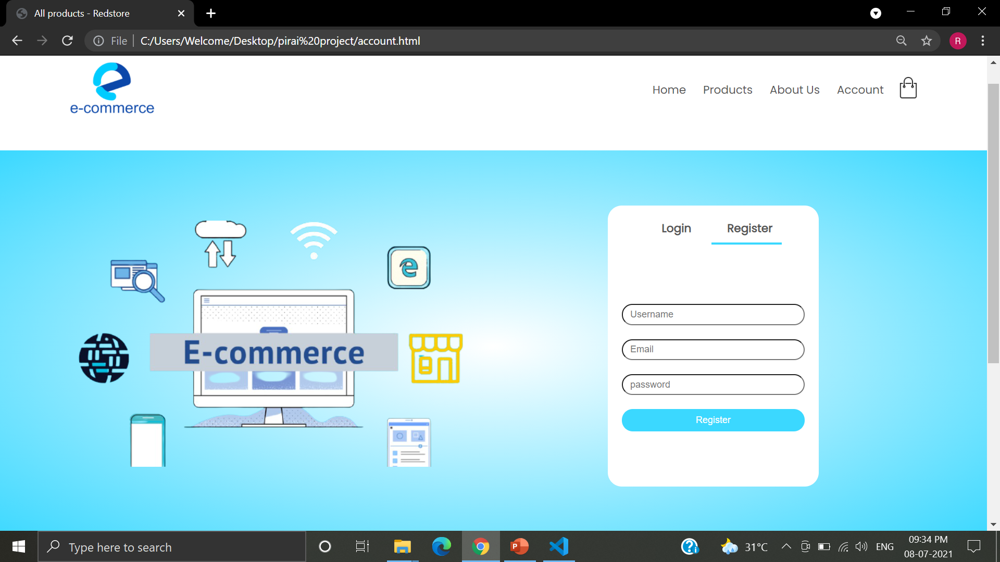 All products - Redstore
File
C:/Users/Welcome/Desktop/pirai%20project/account.html
R
e-commerce
Home Products About Us Account
Login Register
Username
Email
password
Register
E-commerce
Type here to search
31°C
ENG
09:34 PM
08-07-2021